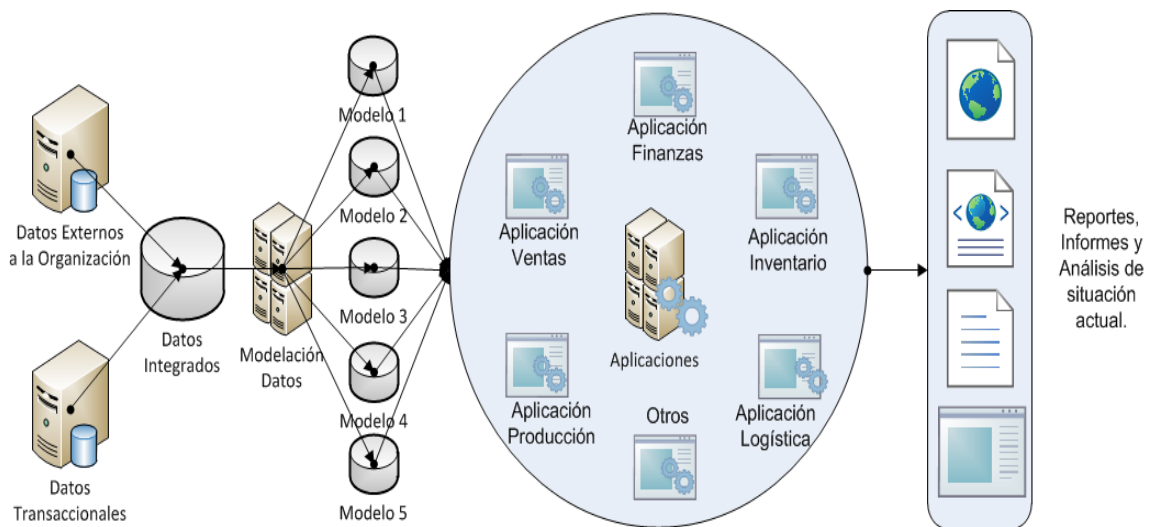 Datos Externos
a la Organización
Datos
Transaccionales
Datos
Integrados
Modelación
Datos
Modelo 1
Modelo 2
Modelo 3
Modelo 4
Modelo 5
Aplicación
Finanzas
Aplicación
Ventas
Aplicación
Inventario
Aplicaciones
Aplicación
Producción
Otros
Aplicación
Logística
Reportes,
Informes y
Análisis de
situación
actual.